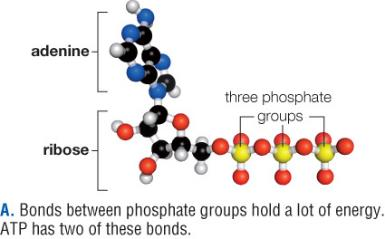 adenine
three phosphate
groups
ribose
A. Bonds between phosphate groups hold a lot of energy.
ATP has two of these bonds.